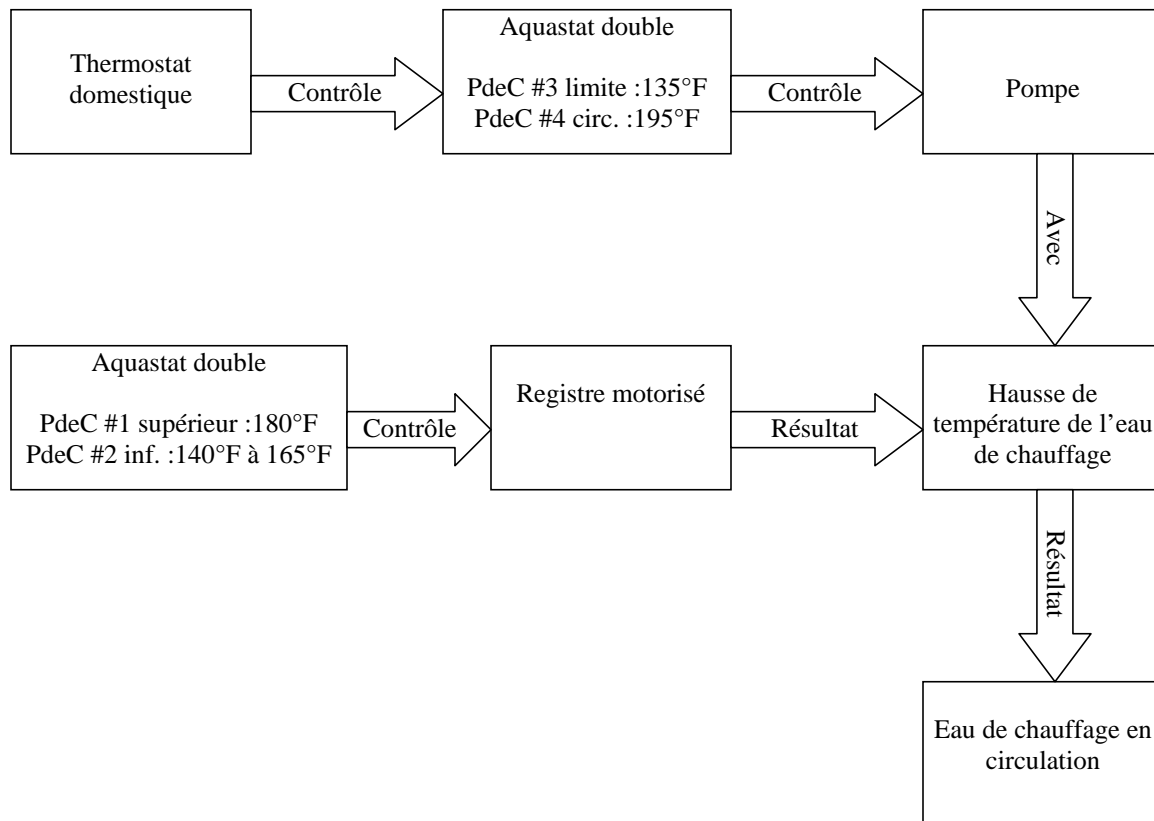 Thermostat
domestique
Contrôle
Aquastat double
PdeC #3 limite :135°F
PdeC #4 circ. :195°F
Contrôle
Pompe
Avec
Aquastat double
PdeC #1 supérieur :180°F
PdeC #2 inf. :140°F à 165°F
Contrôle
Registre motorisé
Résultat
Hausse de
température de l’eau
de chauffage
Résultat
Eau de chauffage en
circulation